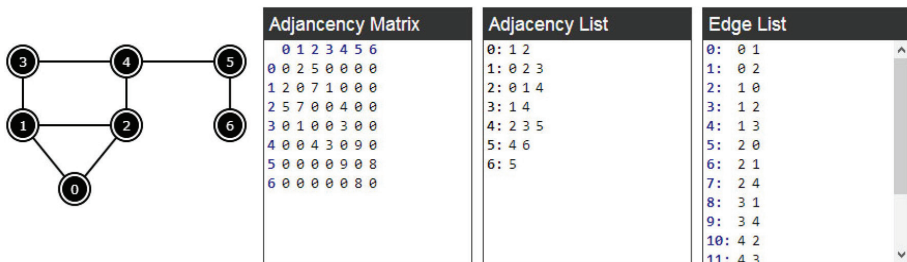 3 4 5
1 2 6
0
Adjancency Matrix
0 1 2 3 4 5 6
0 0 2 5 0 0 0 0
1 2 0 7 1 0 0 0
2 5 7 0 0 4 0 0
3 0 1 0 0 3 0 0
4 0 0 4 3 0 9 0
5 0 0 0 0 9 0 8
6 0 0 0 0 0 8 0
Adjacency List
0: 1 2
1: 0 2 3
2: 0 1 4
3: 1 4
4: 2 3 5
5: 4 6
6: 5
Edge List
0: 0 1
1: 0 2
2: 1 0
3: 1 2
4: 1 3
5: 2 0
6: 2 1
7: 2 4
8: 3 1
9: 3 4
10: 4 2
11: 4 3